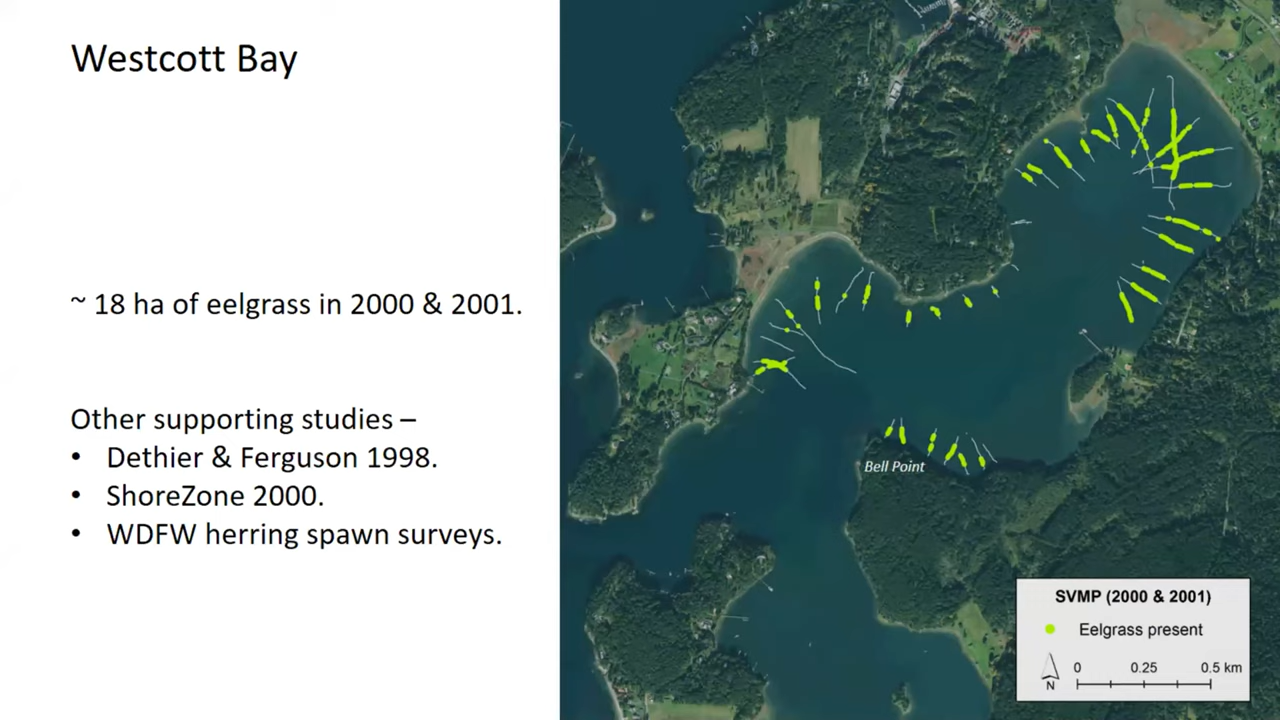 Westcott Bay
~ 18 ha of eelgrass in 2000 & 2001.
Other supporting studies –
• Dethier & Ferguson 1998.
• ShoreZone 2000.
• WDFW herring spawn surveys.
Bell Point
SVMP (2000 & 2001)
Eelgrass present
N
0 0.25 0.5 km